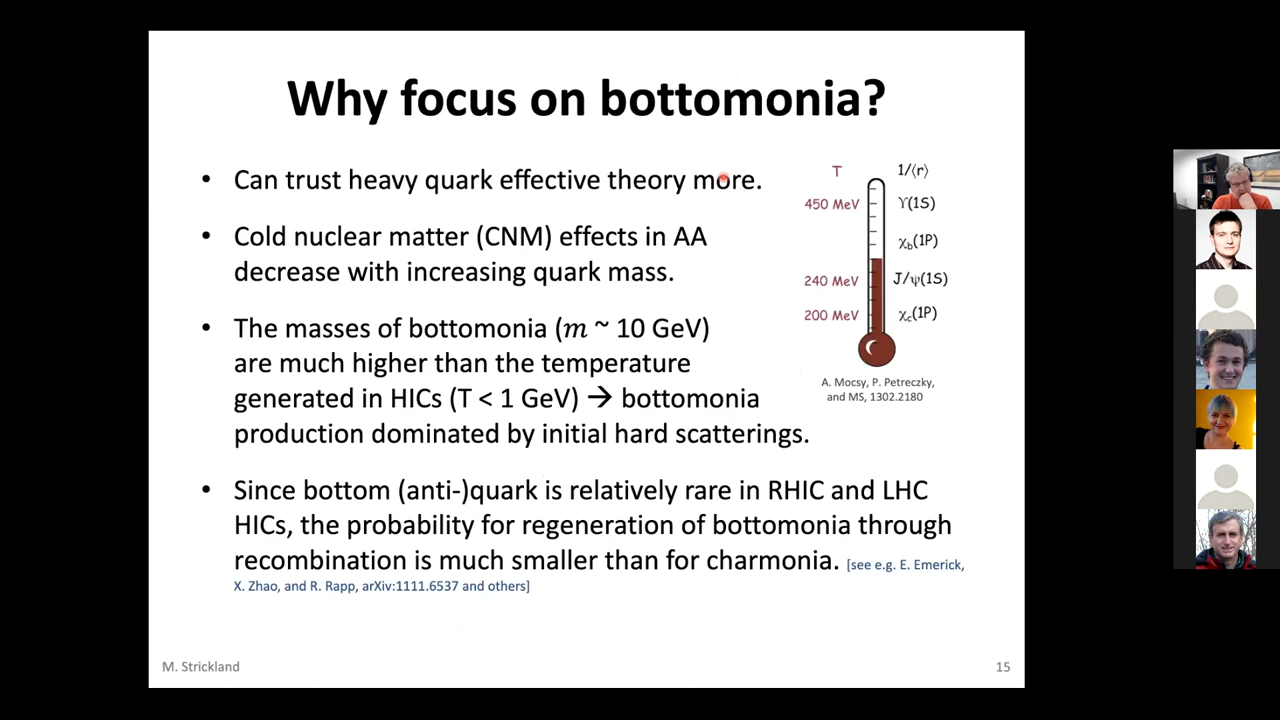 Why focus on bottomonia?
• Can trust heavy quark effective theory more.
• Cold nuclear matter (CNM) effects in AA
decrease with increasing quark mass.
• The masses of bottomonia (𝑚 ~ 10 GeV)
are much higher than the temperature
generated in HICs (T < 1 GeV) → bottomonia
production dominated by initial hard scatterings.
• Since bottom (anti-)quark is relatively rare in RHIC and LHC
HICs, the probability for regeneration of bottomonia through
recombination is much smaller than for charmonia. [see e.g. E. Emerick,
X. Zhao, and R. Rapp, arXiv:1111.6537 and others]
T 1/⟨r⟩
450 MeV ϒ(1S)
χb(1P)
240 MeV J/ψ(1S)
200 MeV χc(1P)
A. Mocsy, P. Petreczky,
and MS, 1302.2180
M. Strickland
15